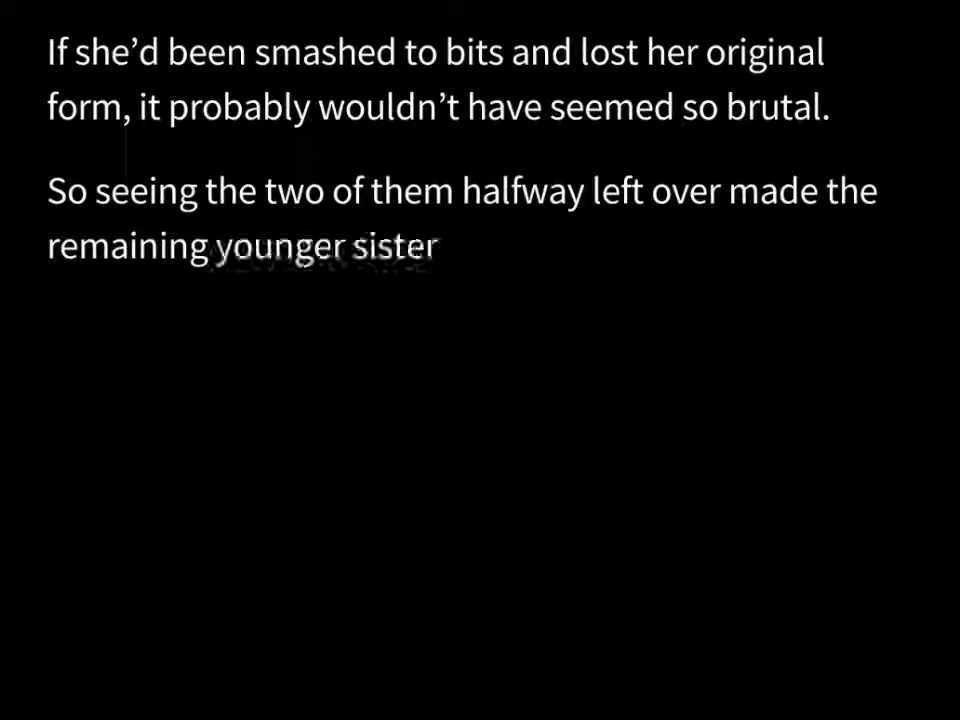 If she’d been smashed to bits and lost her original
form, it probably wouldn’t have seemed so brutal.
So seeing the two of them halfway left over made the
remaining younger sister